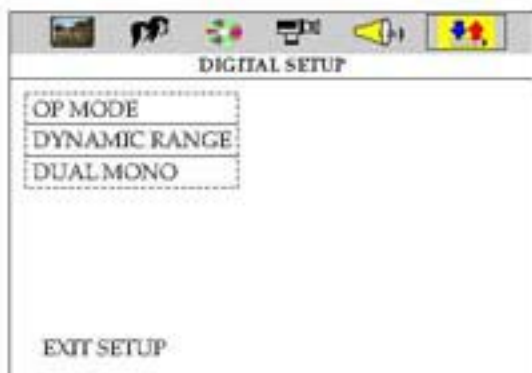 DIGITAL SETUP
OP MODE
DYNAMIC RANGE
DUAL MONO
EXIT SETUP